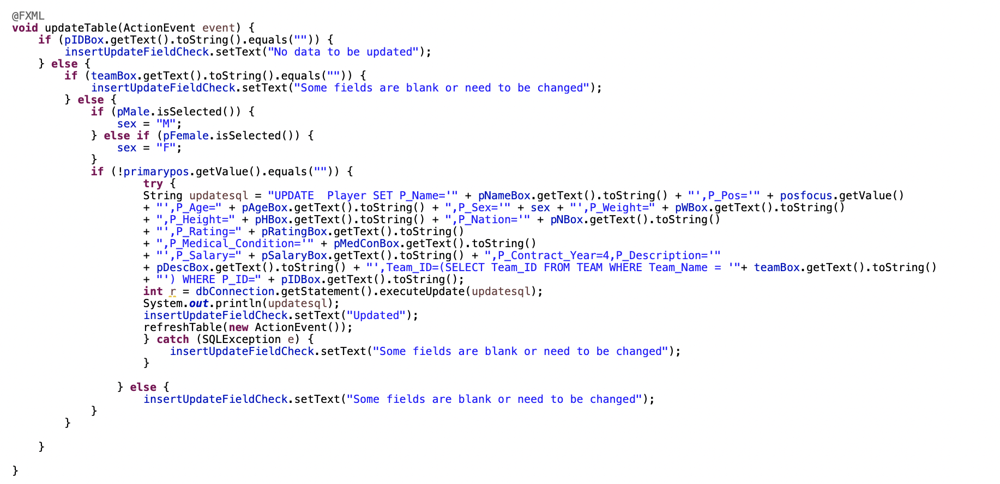 @FXML
void updateTable(ActionEvent event) {
    if (pIDBox.getText().toString().equals("")) {
        insertUpdateFieldCheck.setText("No data to be updated");
    } else {
        if (teamBox.getText().toString().equals("")) {
            insertUpdateFieldCheck.setText("Some fields are blank or need to be changed");
        } else {
            if (pMale.isSelected()) {
                sex = "M";
            } else if (pFemale.isSelected()) {
                sex = "F";
            }
            if (!primarypos.getValue().equals("")) {
                    try {
                    String updatesql = "UPDATE  Player SET P_Name='" + pNameBox.getText().toString() + "',P_Pos='" + posfocus.getValue()
                    + "',P_Age=" + pAgeBox.getText().toString() + ",P_Sex='" + sex + "',P_Weight=" + pWBox.getText().toString()
                    + ",P_Height=" + pHBox.getText().toString() + ",P_Nation='" + pNBox.getText().toString()
                    + "',P_Rating=" + pRatingBox.getText().toString()
                    + ",P_Medical_Condition='" + pMedConBox.getText().toString()
                    + "',P_Salary=" + pSalaryBox.getText().toString() + ",P_Contract_Year=4,P_Description='"
                    + pDescBox.getText().toString() + "',Team_ID=(SELECT Team_ID FROM TEAM WHERE Team_Name = '"+ teamBox.getText().toString()
                    + "') WHERE P_ID=" + pIDBox.getText().toString();
                    int r = dbConnection.getStatement().executeUpdate(updatesql);
                    System.out.println(updatesql);
                    insertUpdateFieldCheck.setText("Updated");
                    refreshTable(new ActionEvent());
                    } catch (SQLException e) {
                        insertUpdateFieldCheck.setText("Some fields are blank or need to be changed");
                    }

                } else {
                    insertUpdateFieldCheck.setText("Some fields are blank or need to be changed");
            }
        }

    }

}